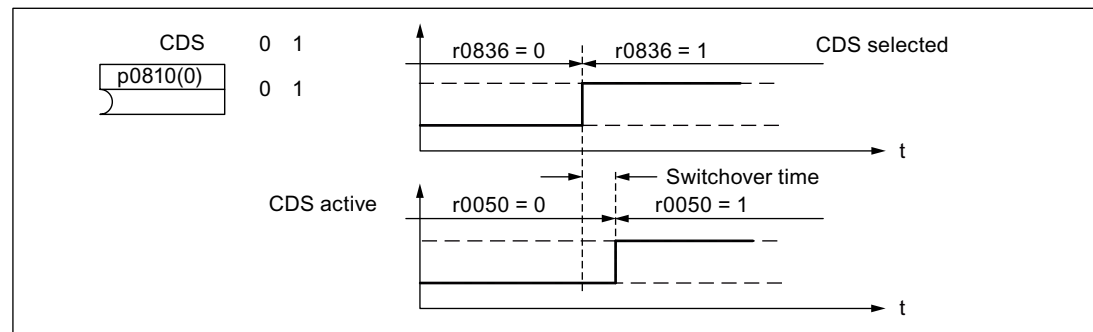 CDS 0 1
p0810(0) 0 1
r0836 = 0 r0836 = 1 CDS selected
t
Switchover time
CDS active r0050 = 0 r0050 = 1
t